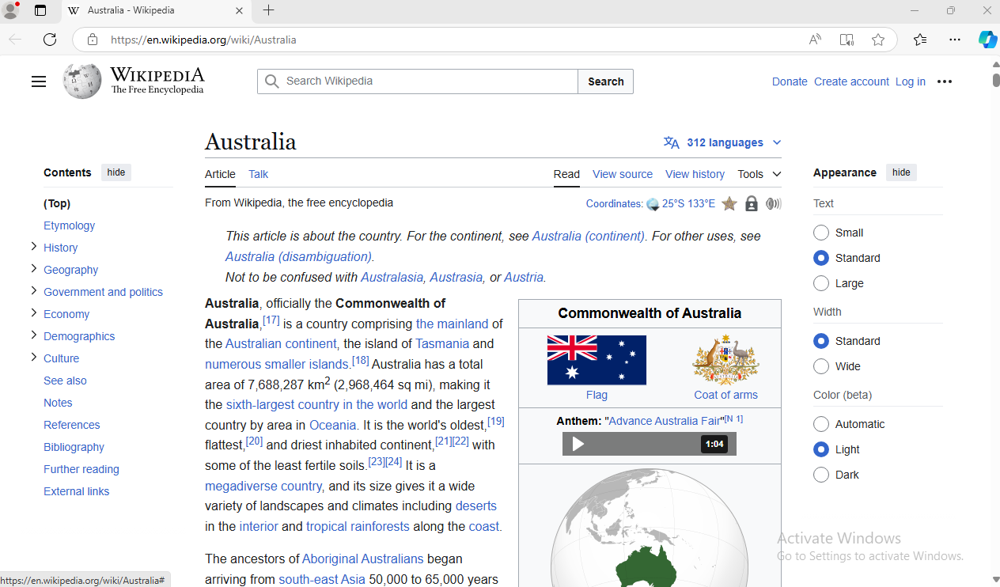 Australia - Wikipedia
https://en.wikipedia.org/wiki/Australia
WIKIPEDIA
The Free Encyclopedia
Search Wikipedia
Search
Donate Create account Log in
Australia
312 languages
Contents hide
Article Talk
Read View source View history Tools
Appearance hide
From Wikipedia, the free encyclopedia
Coordinates: 25°S 133°E
(Top)
Etymology
History
Geography
Government and politics
Economy
Demographics
Culture
See also
Notes
References
Bibliography
Further reading
External links
This article is about the country. For the continent, see Australia (continent). For other uses, see
Australia (disambiguation).
Not to be confused with Australasia, Austrasia, or Austria.
Australia, officially the Commonwealth of
Australia,[17] is a country comprising the mainland of
the Australian continent, the island of Tasmania and
numerous smaller islands.[18] Australia has a total
area of 7,688,287 km2 (2,968,464 sq mi), making it
the sixth-largest country in the world and the largest
country by area in Oceania. It is the world's oldest,[19]
flattest,[20] and driest inhabited continent,[21][22] with
some of the least fertile soils.[23][24] It is a
megadiverse country, and its size gives it a wide
variety of landscapes and climates including deserts
in the interior and tropical rainforests along the coast.
The ancestors of Aboriginal Australians began
arriving from south-east Asia 50,000 to 65,000 years
Commonwealth of Australia
Flag
Coat of arms
Anthem: "Advance Australia Fair"[N 1]
1:04
Text
Small
Standard
Large
Width
Standard
Wide
Color (beta)
Automatic
Light
Dark
Activate Windows
Go to Settings to activate Windows.
https://en.wikipedia.org/wiki/Australia#